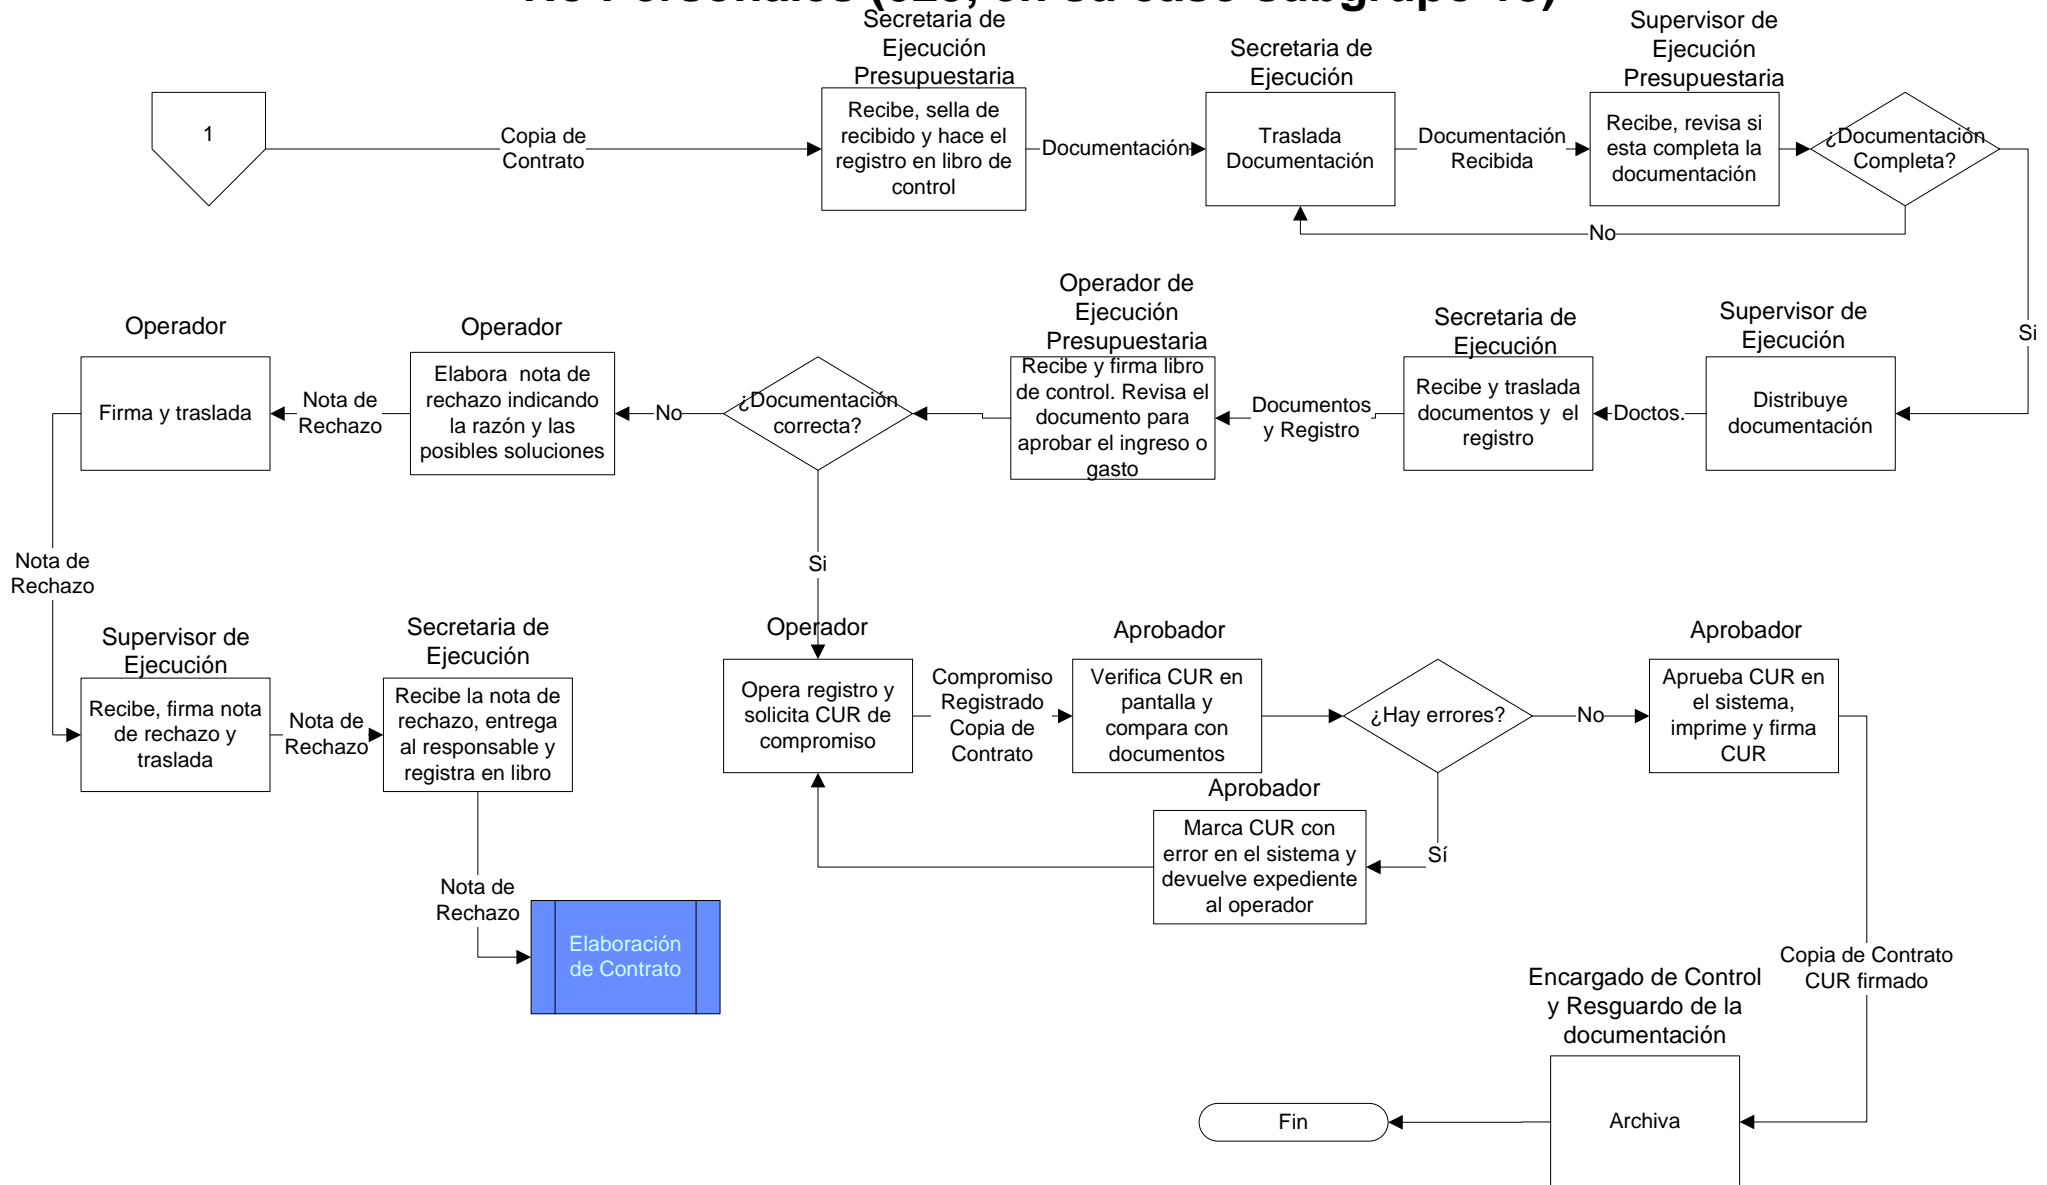 Secretaria de
Ejecución
Presupuestaria
Secretaria de
Ejecución
Supervisor de
Ejecución
Presupuestaria
1
Copia de
Contrato
Recibe, sella de
recibido y hace el
registro en libro de
control
Documentación
Traslada
Documentación
Documentación
Recibida
Recibe, revisa si
esta completa la
documentación
¿Documentación
Completa?
No
Si
Operador
Operador
Operador de
Ejecución
Presupuestaria
Secretaria de
Ejecución
Supervisor de
Ejecución
Firma y traslada
Nota de
Rechazo
Elabora nota de
rechazo indicando
la razón y las
posibles soluciones
No
¿Documentación
correcta?
Recibe y firma libro
de control. Revisa el
documento para
aprobar el ingreso o
gasto
Documentos
y Registro
Recibe y traslada
documentos y el
registro
Doctos.
Distribuye
documentación
Nota de
Rechazo
Si
Supervisor de
Ejecución
Secretaria de
Ejecución
Operador
Aprobador
Aprobador
Recibe, firma nota
de rechazo y
traslada
Nota de
Rechazo
Recibe la nota de
rechazo, entrega
al responsable y
registra en libro
Opera registro y
solicita CUR de
compromiso
Compromiso
Registrado
Copia de
Contrato
Verifica CUR en
pantalla y
compara con
documentos
¿Hay errores?
No
Aprueba CUR en
el sistema,
imprime y firma
CUR
Aprobador
Marca CUR con
error en el sistema y
devuelve expediente
al operador
Sí
Nota de
Rechazo
Elaboración
de Contrato
Copia de Contrato
CUR firmado
Encargado de Control
y Resguardo de la
documentación
Archiva
Fin